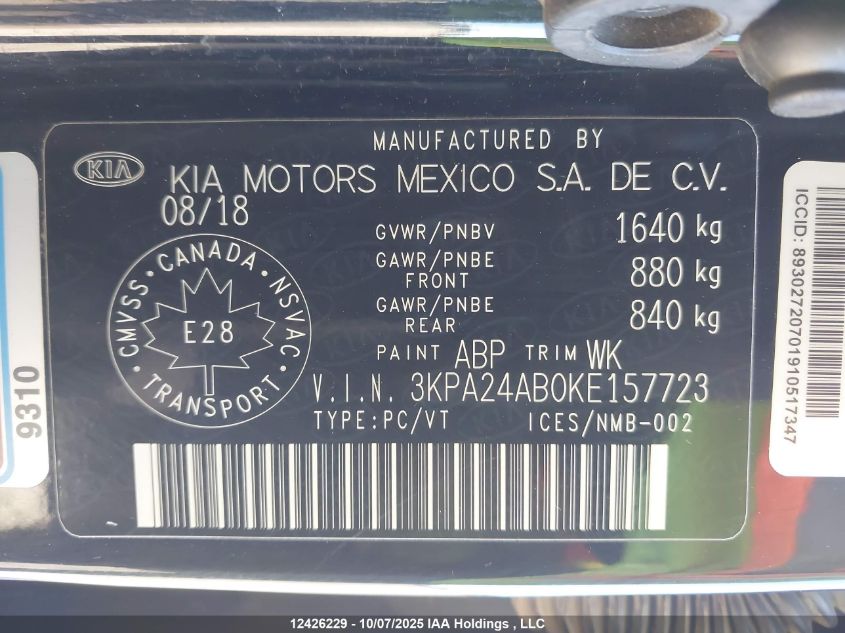 MANUFACTURED BY
KIA
KIA MOTORS MEXICO S.A. DE C.V.
08/18
GVWR/PNBV 1640 kg
GAWR/PNBE FRONT 880 kg
GAWR/PNBE REAR 840 kg
CANADA
CMVSS • NSVAC
E28
TRANSPORT
PAINT ABP TRIM WK
V.I.N. 3KPA24AB0KE157723
TYPE:PC/VT ICES/NMB-002
9310
ICCID: 89302720701910517347
12426229 - 10/07/2025 IAA Holdings , LLC